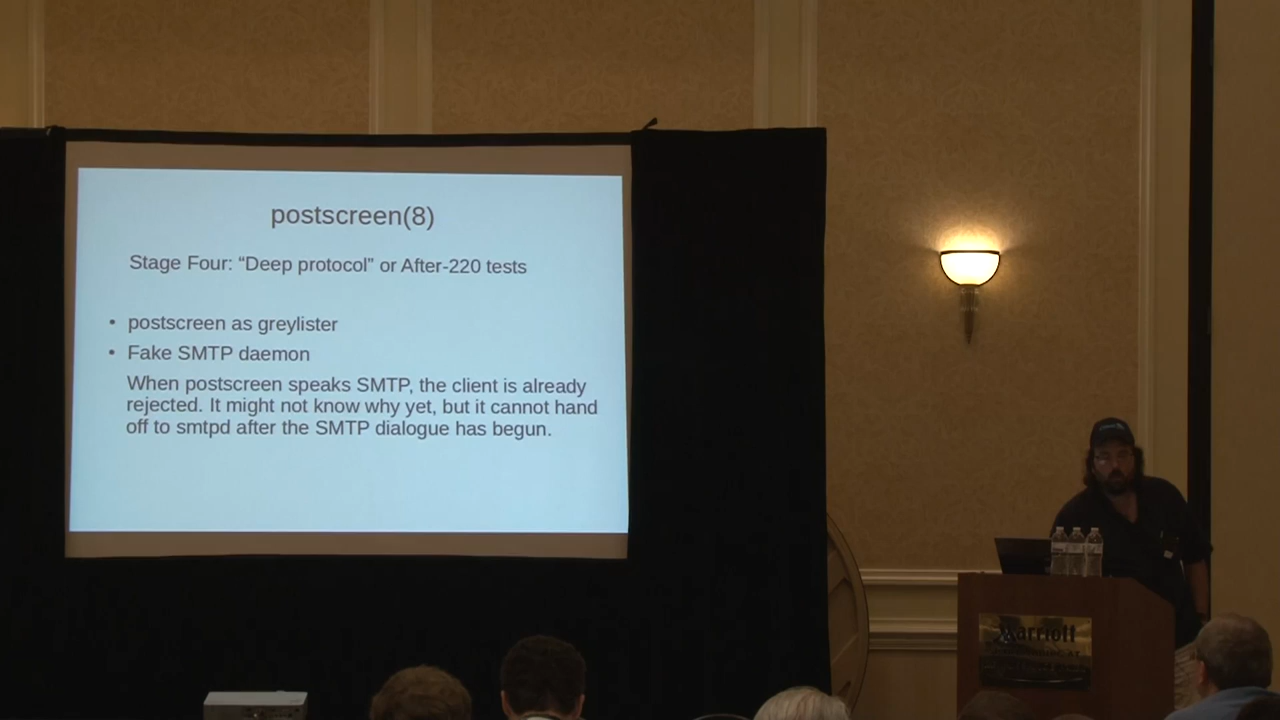 postscreen(8)
Stage Four: “Deep protocol” or After-220 tests
• postscreen as greylister
• Fake SMTP daemon
When postscreen speaks SMTP, the client is already
rejected. It might not know why yet, but it cannot hand
off to smtpd after the SMTP dialogue has begun.
Marriott